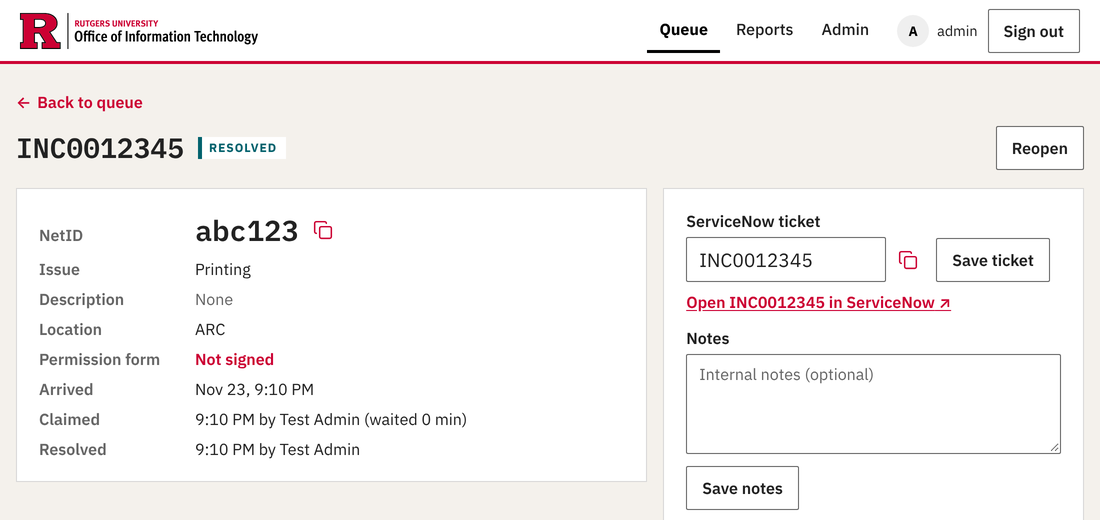 RUTGERS UNIVERSITY
Office of Information Technology
Queue Reports Admin A admin Sign out
← Back to queue
INC0012345 RESOLVED
Reopen
NetID abc123
Issue Printing
Description None
Location ARC
Permission form Not signed
Arrived Nov 23, 9:10 PM
Claimed 9:10 PM by Test Admin (waited 0 min)
Resolved 9:10 PM by Test Admin
ServiceNow ticket
INC0012345 Save ticket
Open INC0012345 in ServiceNow ↗
Notes
Internal notes (optional)
Save notes